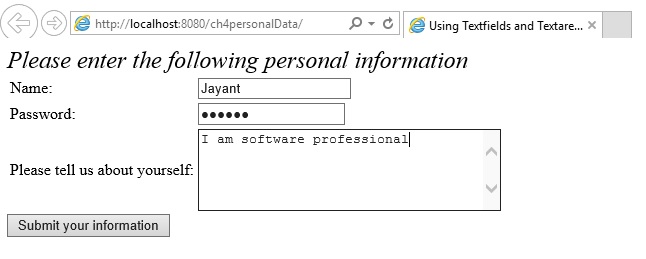 http://localhost:8080/ch4personalData/
Using Textfields and Textare...
Please enter the following personal information
Name: Jayant
Password: ••••••
I am software professional
Please tell us about yourself:
Submit your information